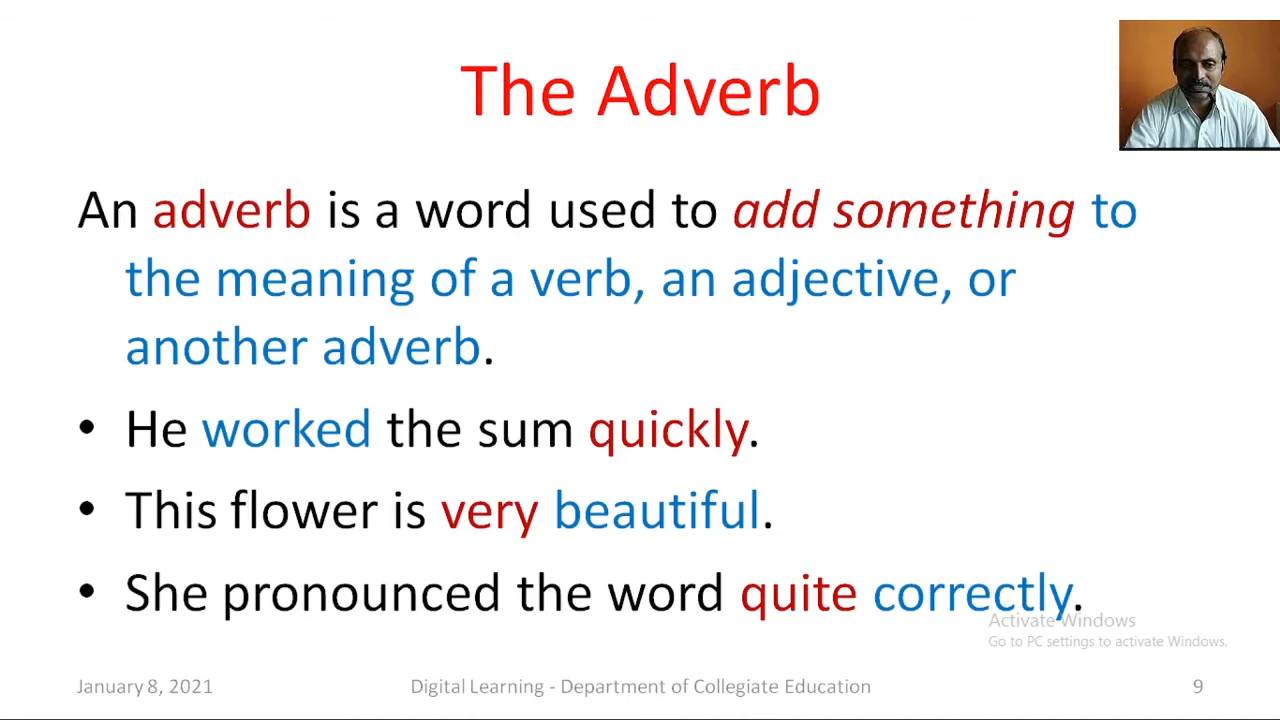 The Adverb
An adverb is a word used to add something to
the meaning of a verb, an adjective, or
another adverb.
• He worked the sum quickly.
• This flower is very beautiful.
• She pronounced the word quite correctly.
Activate Windows
Go to PC settings to activate Windows.
January 8, 2021
Digital Learning - Department of Collegiate Education
9